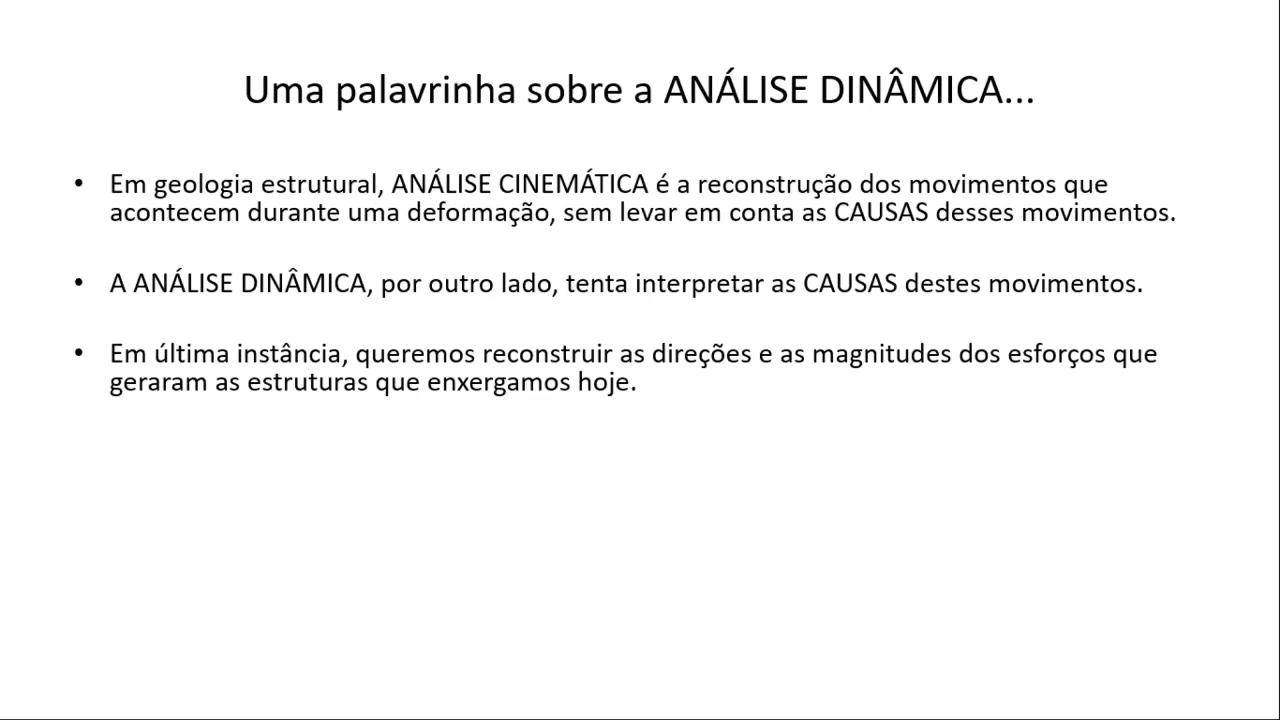 Uma palavrinha sobre a ANÁLISE DINÂMICA...
• Em geologia estrutural, ANÁLISE CINEMÁTICA é a reconstrução dos movimentos que
acontecem durante uma deformação, sem levar em conta as CAUSAS desses movimentos.
• A ANÁLISE DINÂMICA, por outro lado, tenta interpretar as CAUSAS destes movimentos.
• Em última instância, queremos reconstruir as direções e as magnitudes dos esforços que
geraram as estruturas que enxergamos hoje.